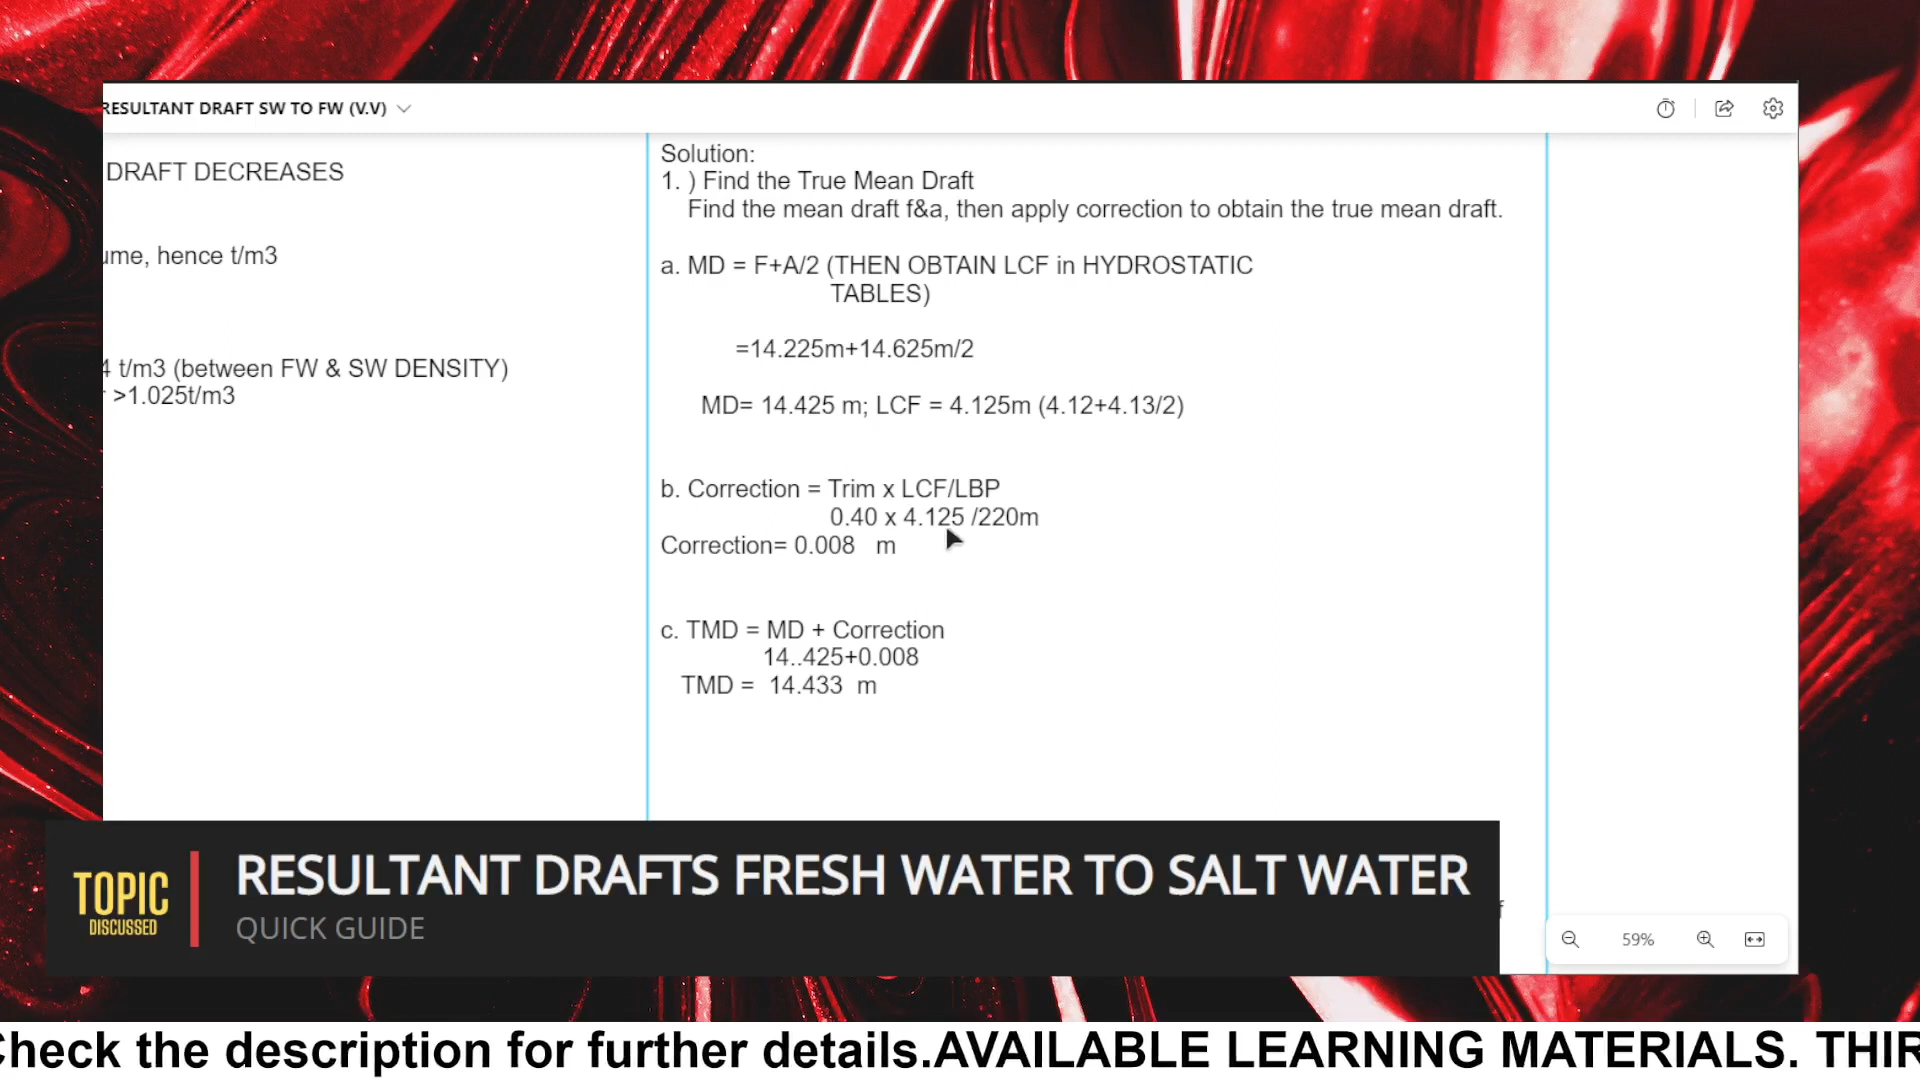 RESULTANT DRAFT SW TO FW (V.V)
DRAFT DECREASES
ume, hence t/m3
4 t/m3 (between FW & SW DENSITY)
>1.025t/m3
Solution:
1. ) Find the True Mean Draft
Find the mean draft f&a, then apply correction to obtain the true mean draft.
a. MD = F+A/2 (THEN OBTAIN LCF in HYDROSTATIC
TABLES)
=14.225m+14.625m/2
MD= 14.425 m; LCF = 4.125m (4.12+4.13/2)
b. Correction = Trim x LCF/LBP
0.40 x 4.125 /220m
Correction= 0.008 m
c. TMD = MD + Correction
14..425+0.008
TMD = 14.433 m
TOPIC
DISCUSSED
RESULTANT DRAFTS FRESH WATER TO SALT WATER
QUICK GUIDE
59%
Check the description for further details.AVAILABLE LEARNING MATERIALS. THIR